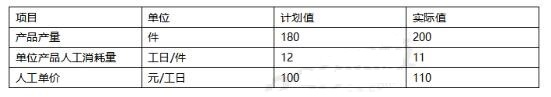 项目 单位 计划值 实际值
产品产量 件 180 200
单位产品人工消耗量 工日/件 12 11
人工单价 元/工日 100 110